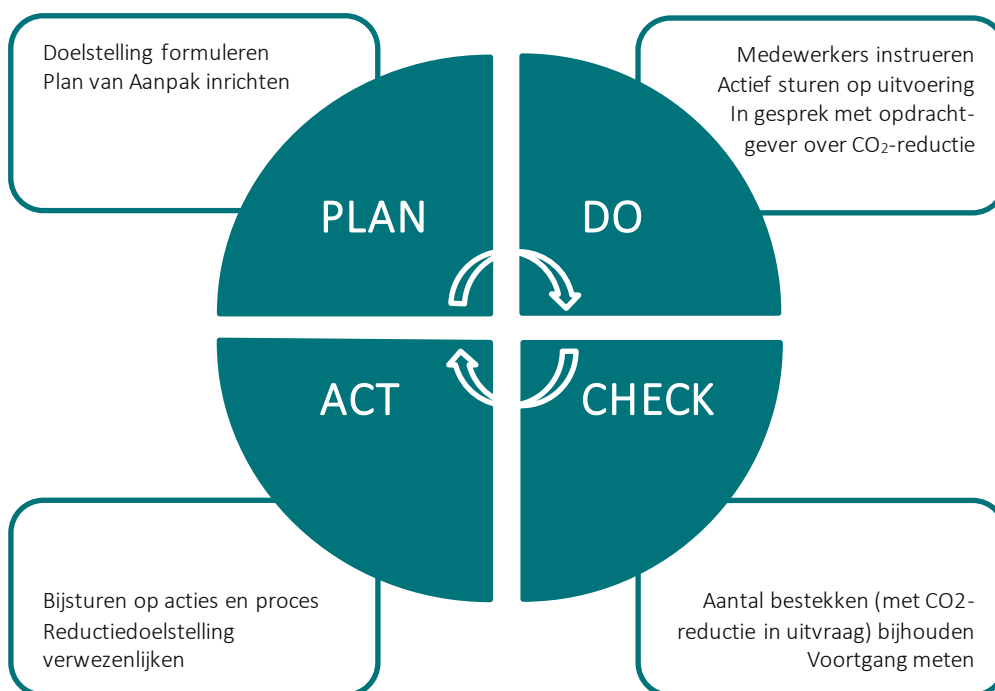 Doelstelling formuleren
Plan van Aanpak inrichten
Medewerkers instrueren
Actief sturen op uitvoering
In gesprek met opdracht-
gever over CO₂-reductie
PLAN
DO
ACT
CHECK
Bijsturen op acties en proces
Reductiedoelstelling
verwezenlijken
Aantal bestekken (met CO2-
reductie in uitvraag) bijhouden
Voortgang meten